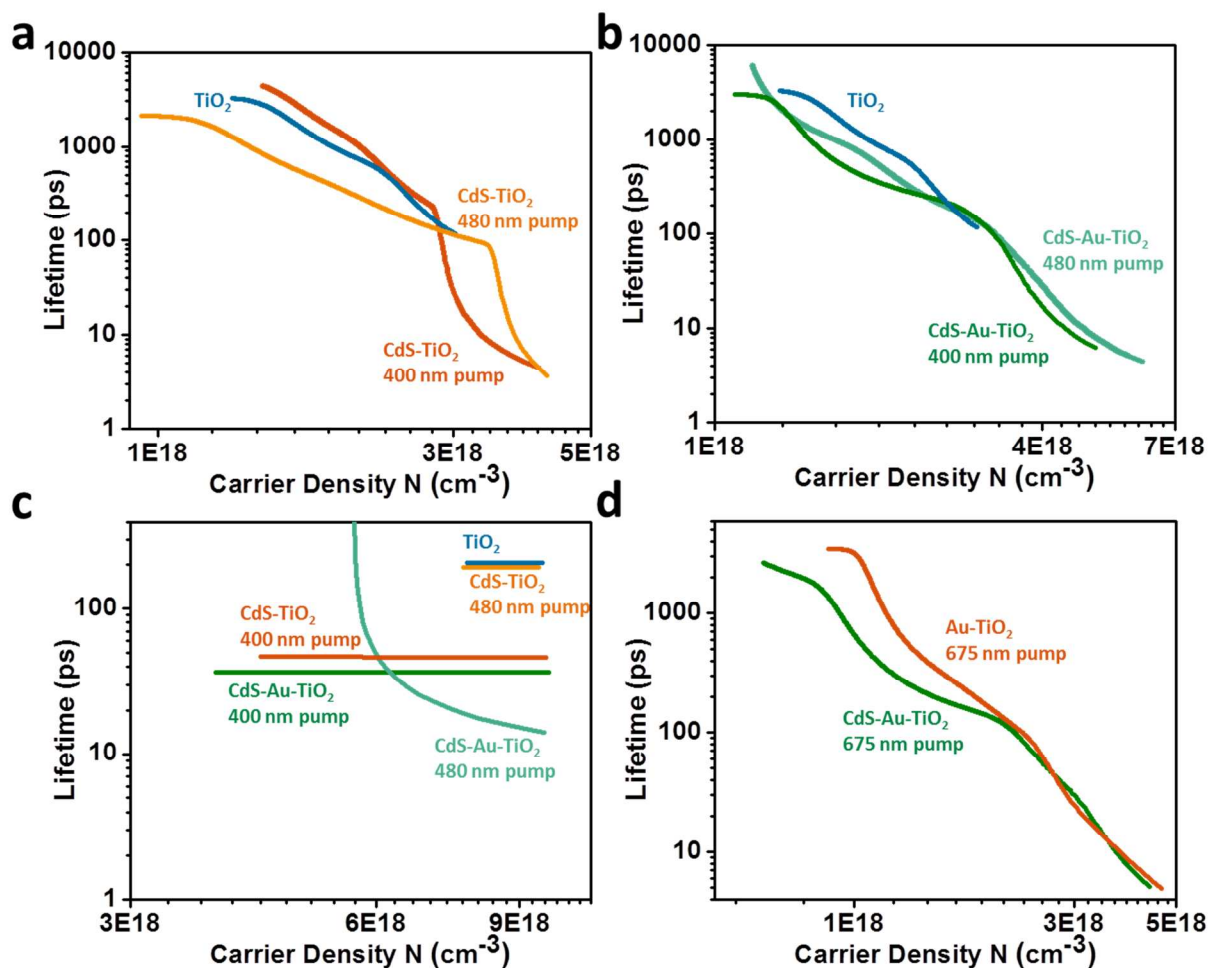 a
10000
1000
100
10
1
Lifetime (ps)
TiO₂
CdS-TiO₂
480 nm pump
CdS-TiO₂
400 nm pump
1E18
3E18
5E18
Carrier Density N (cm⁻³)
b
10000
1000
100
10
1
Lifetime (ps)
TiO₂
CdS-Au-TiO₂
480 nm pump
CdS-Au-TiO₂
400 nm pump
1E18
4E18
7E18
Carrier Density N (cm⁻³)
c
100
10
1
Lifetime (ps)
TiO₂
CdS-TiO₂
480 nm pump
CdS-TiO₂
400 nm pump
CdS-Au-TiO₂
400 nm pump
CdS-Au-TiO₂
480 nm pump
3E18
6E18
9E18
Carrier Density N (cm⁻³)
d
1000
100
10
Lifetime (ps)
Au-TiO₂
675 nm pump
CdS-Au-TiO₂
675 nm pump
1E18
3E18
5E18
Carrier Density N (cm⁻³)